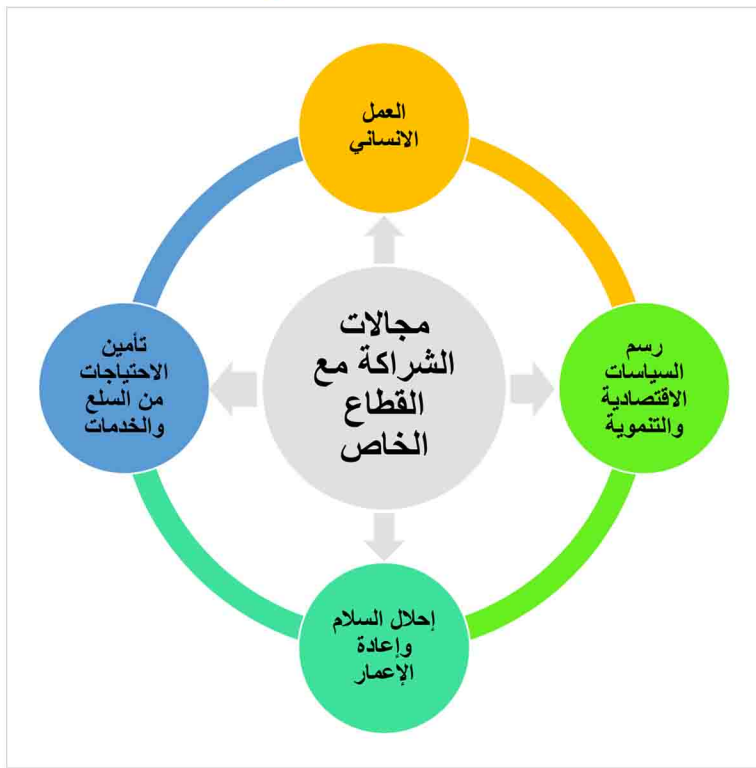 العمل
الانساني
مجالات
الشراكة مع
القطاع
الخاص
رسم
السياسات
الاقتصادية
والتنموية
تأمين
الاحتياجات
من السلع
والخدمات
إحلال السلام
وإعادة
الإعمار